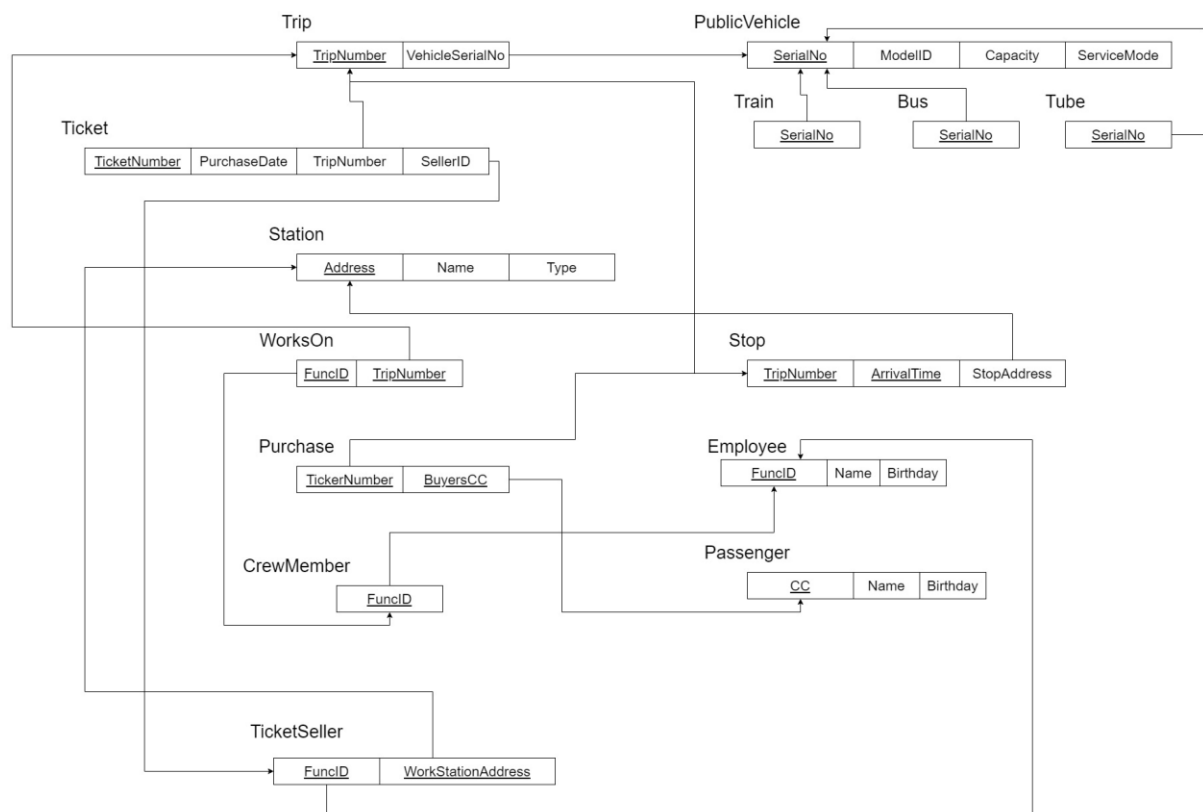 Trip
PublicVehicle
TripNumber VehicleSerialNo
SerialNo ModelID Capacity ServiceMode
Train Bus Tube
SerialNo SerialNo SerialNo
Ticket
TicketNumber PurchaseDate TripNumber SellerID
Station
Address Name Type
WorksOn
Stop
FuncID TripNumber
TripNumber ArrivalTime StopAddress
Purchase
Employee
FuncID Name Birthday
TickerNumber BuyersCC
Passenger
CrewMember
CC Name Birthday
FuncID
TicketSeller
FuncID WorkStationAddress